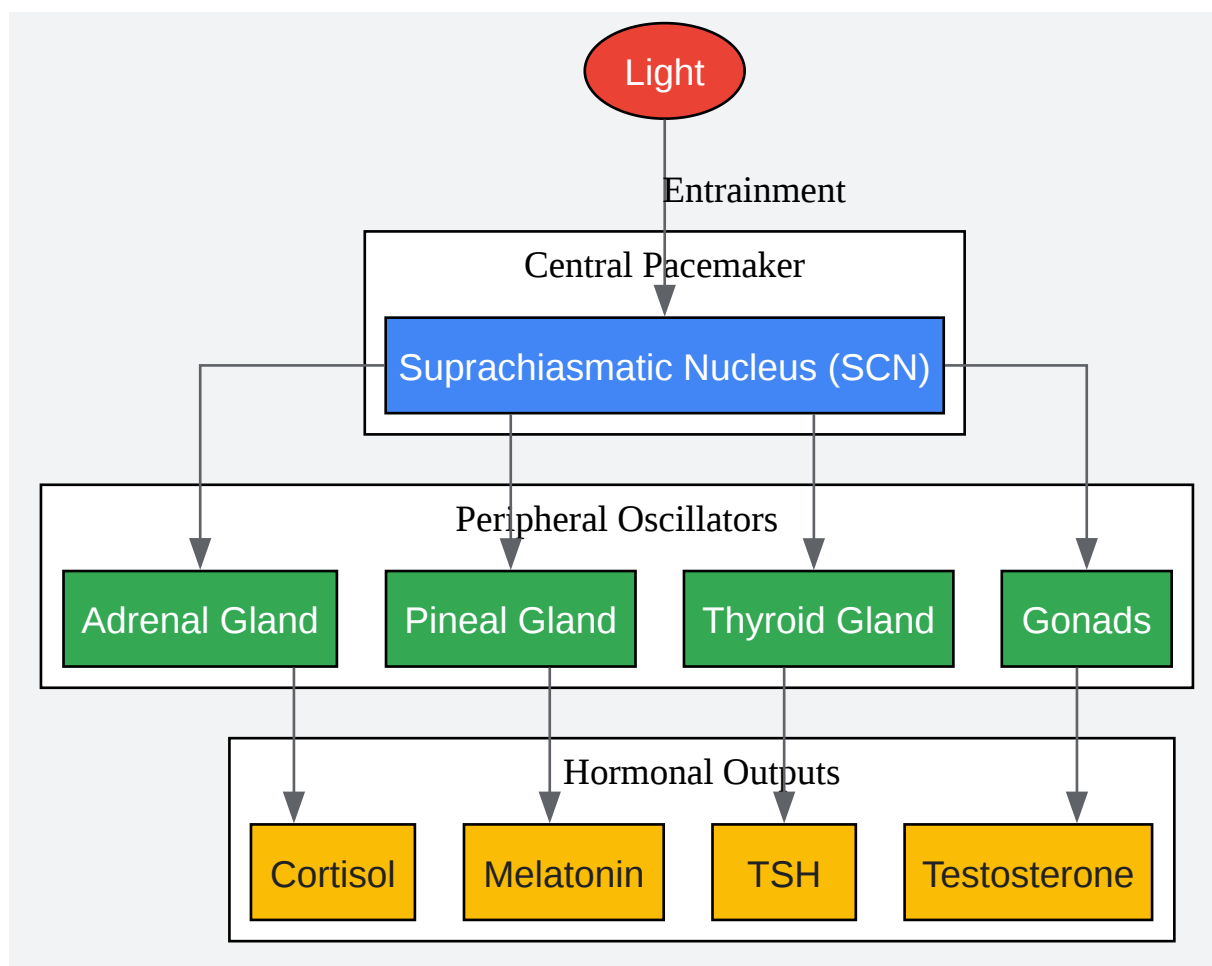 Light
Entrainment
Central Pacemaker
Suprachiasmatic Nucleus (SCN)
Peripheral Oscillators
Adrenal Gland
Pineal Gland
Thyroid Gland
Gonads
Hormonal Outputs
Cortisol
Melatonin
TSH
Testosterone